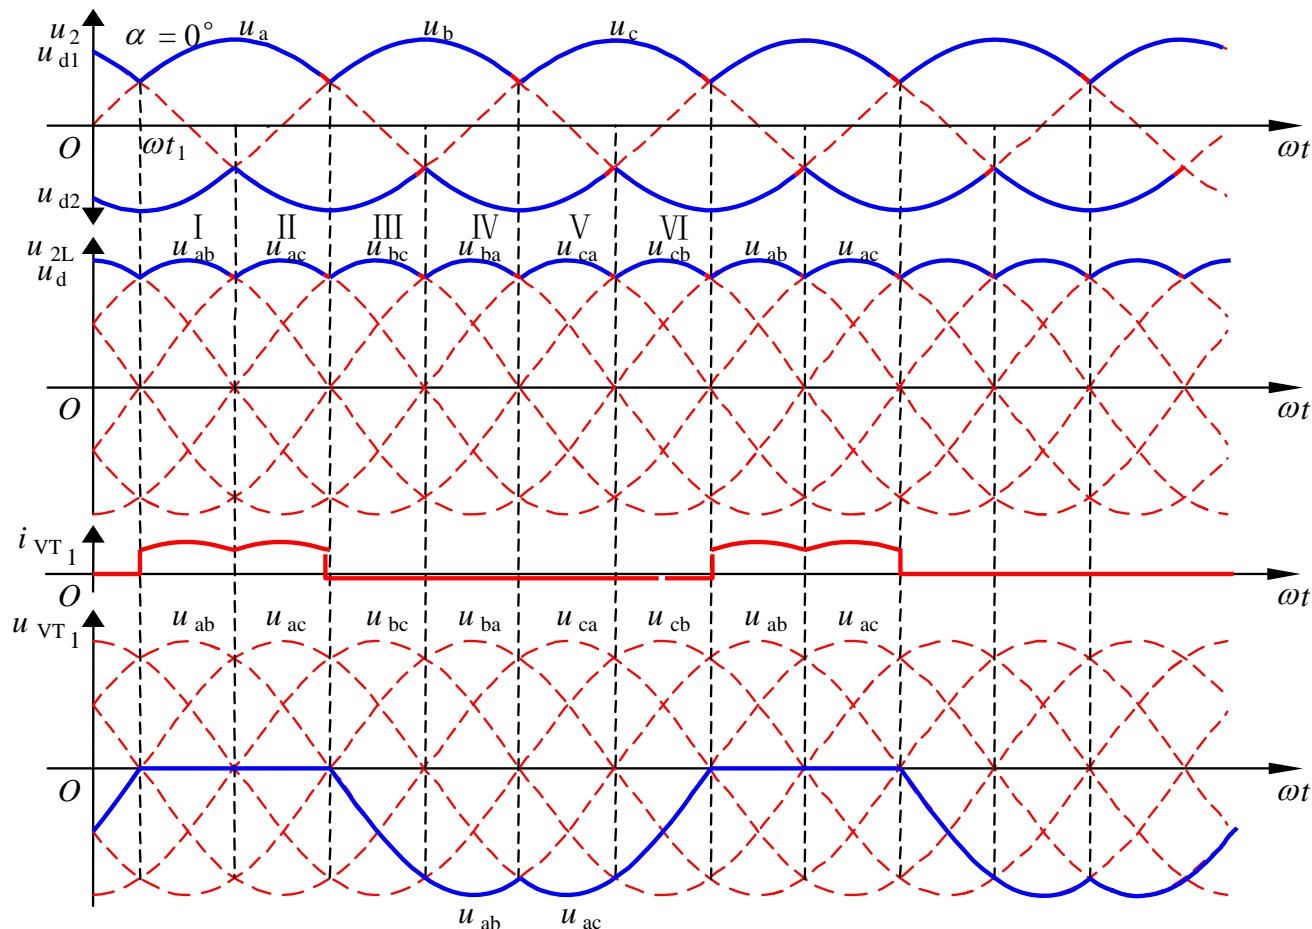 u2 α = 0° ua ub uc
ud1
O ωt1 ωt
ud2
I II III IV V VI
u2L uab uac ubc uba uca ucb uab uac
ud
O ωt
iVT1
O ωt
uVT1 uab uac ubc uba uca ucb uab uac
O ωt
uab uac